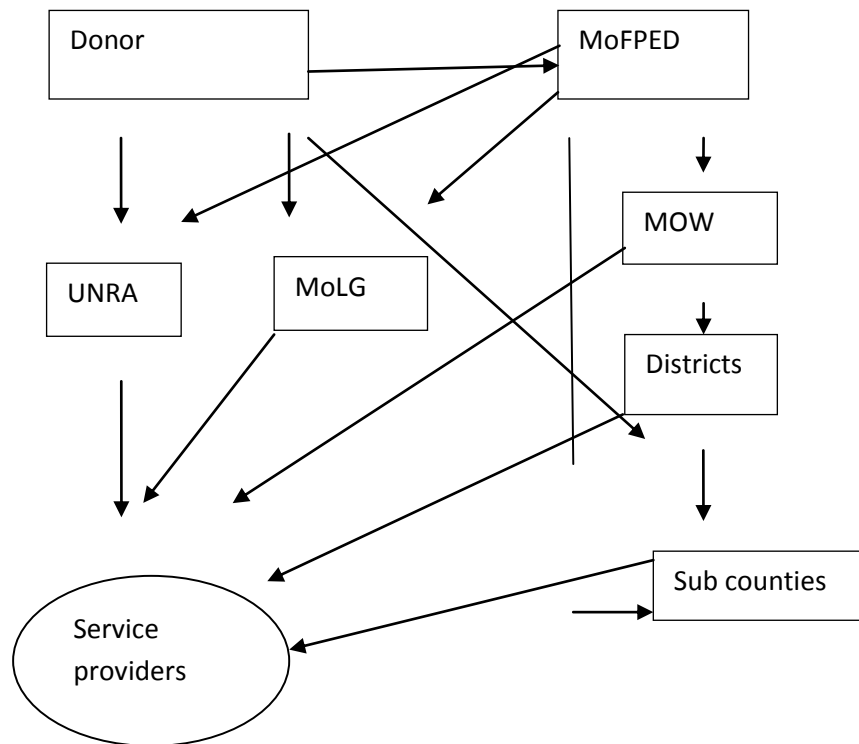 Donor
MoFPED
MOW
UNRA
MoLG
Districts
Sub counties
Service
providers